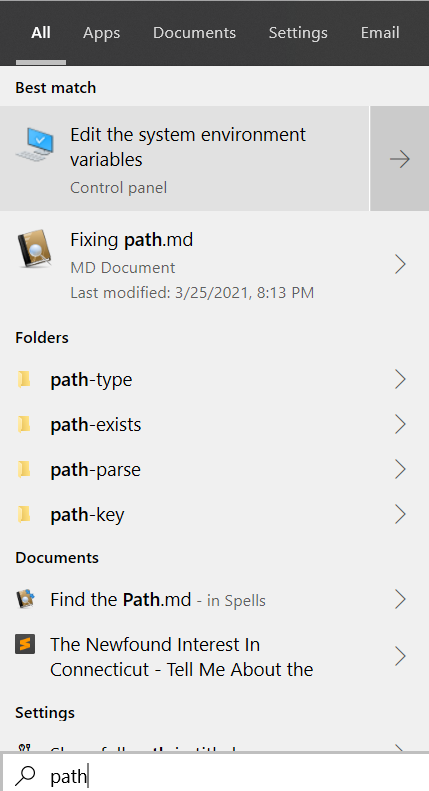 All Apps Documents Settings Email
Best match
Edit the system environment
variables
Control panel
Fixing path.md
MD Document
Last modified: 3/25/2021, 8:13 PM
Folders
path-type
path-exists
path-parse
path-key
Documents
Find the Path.md - in Spells
The Newfound Interest In
Connecticut - Tell Me About the
Settings
path